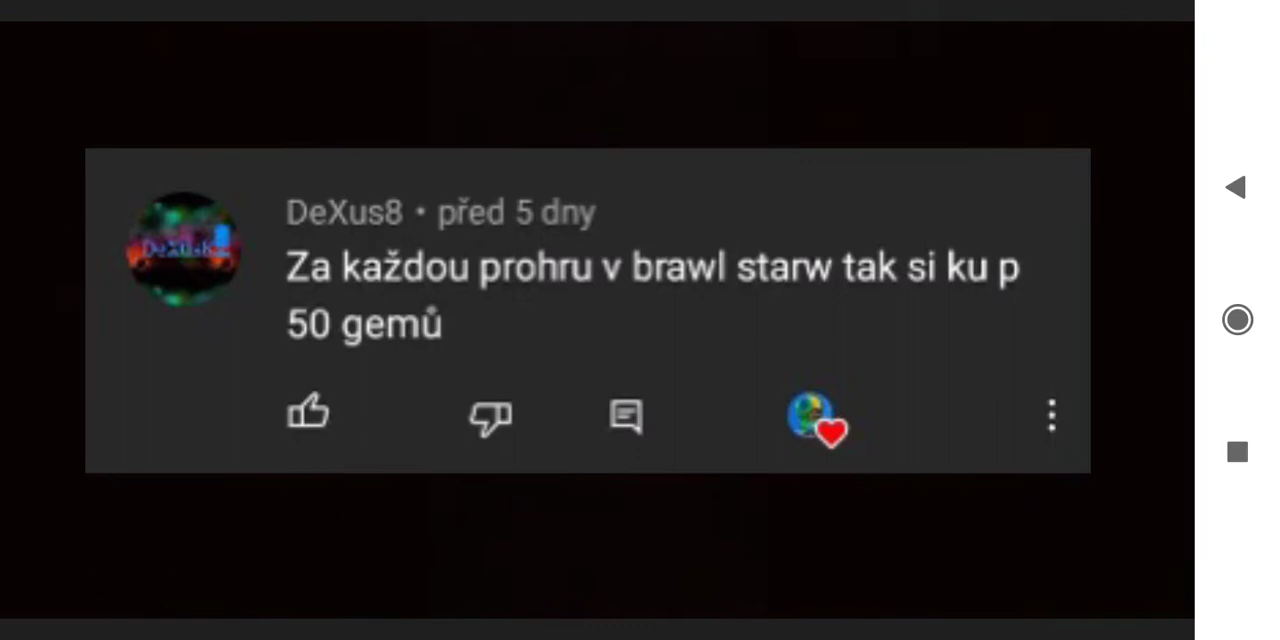 DeXus8 • před 5 dny
Za každou prohru v brawl starw tak si ku p
50 gemů